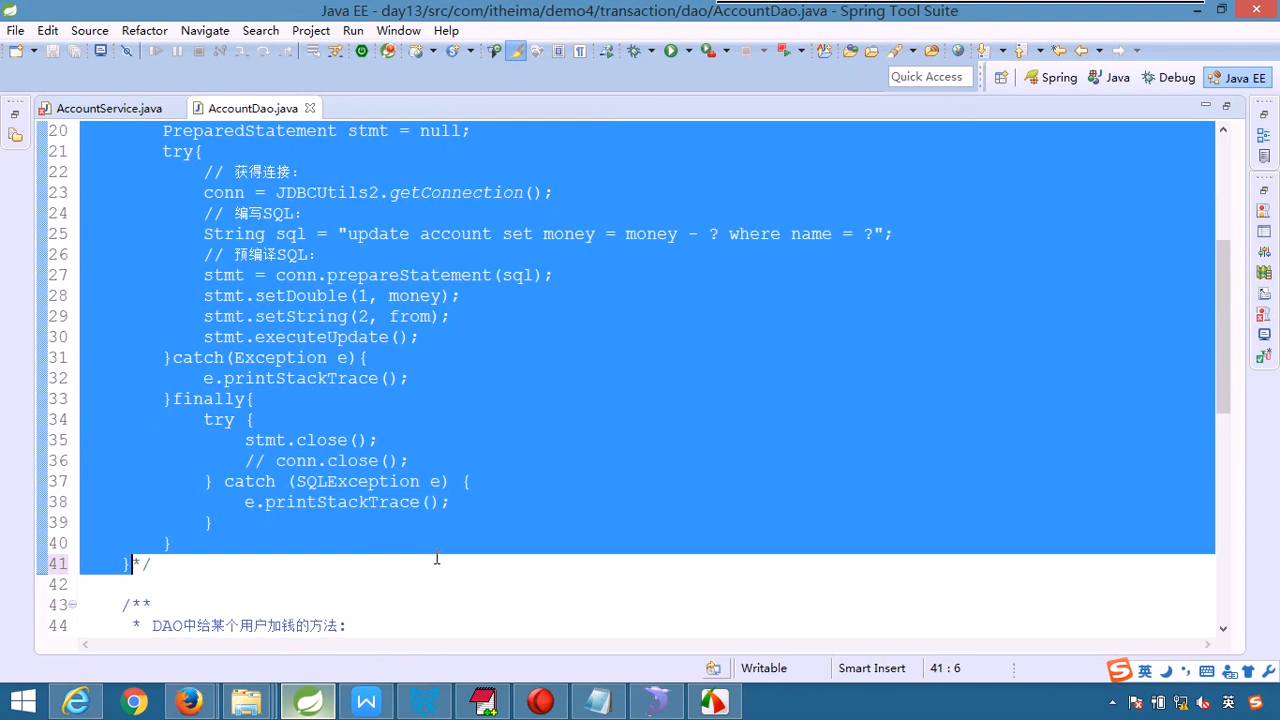 Java EE - day13/src/com/itheima/demo4/transaction/dao/AccountDao.java - Spring Tool Suite
File Edit Source Refactor Navigate Search Project Run Window Help
Quick Access
Spring Java Debug Java EE
AccountService.java AccountDao.java
20 PreparedStatement stmt = null;
21 try{
22 // 获得连接:
23 conn = JDBCUtils2.getConnection();
24 // 编写SQL:
25 String sql = "update account set money = money - ? where name = ?";
26 // 预编译SQL:
27 stmt = conn.prepareStatement(sql);
28 stmt.setDouble(1, money);
29 stmt.setString(2, from);
30 stmt.executeUpdate();
31 }catch(Exception e){
32 e.printStackTrace();
33 }finally{
34 try {
35 stmt.close();
36 // conn.close();
37 } catch (SQLException e) {
38 e.printStackTrace();
39 }
40 }
41 }*/
42
43 /**
44 * DAO中给某个用户加钱的方法:
Writable Smart Insert 41 : 6
英
英